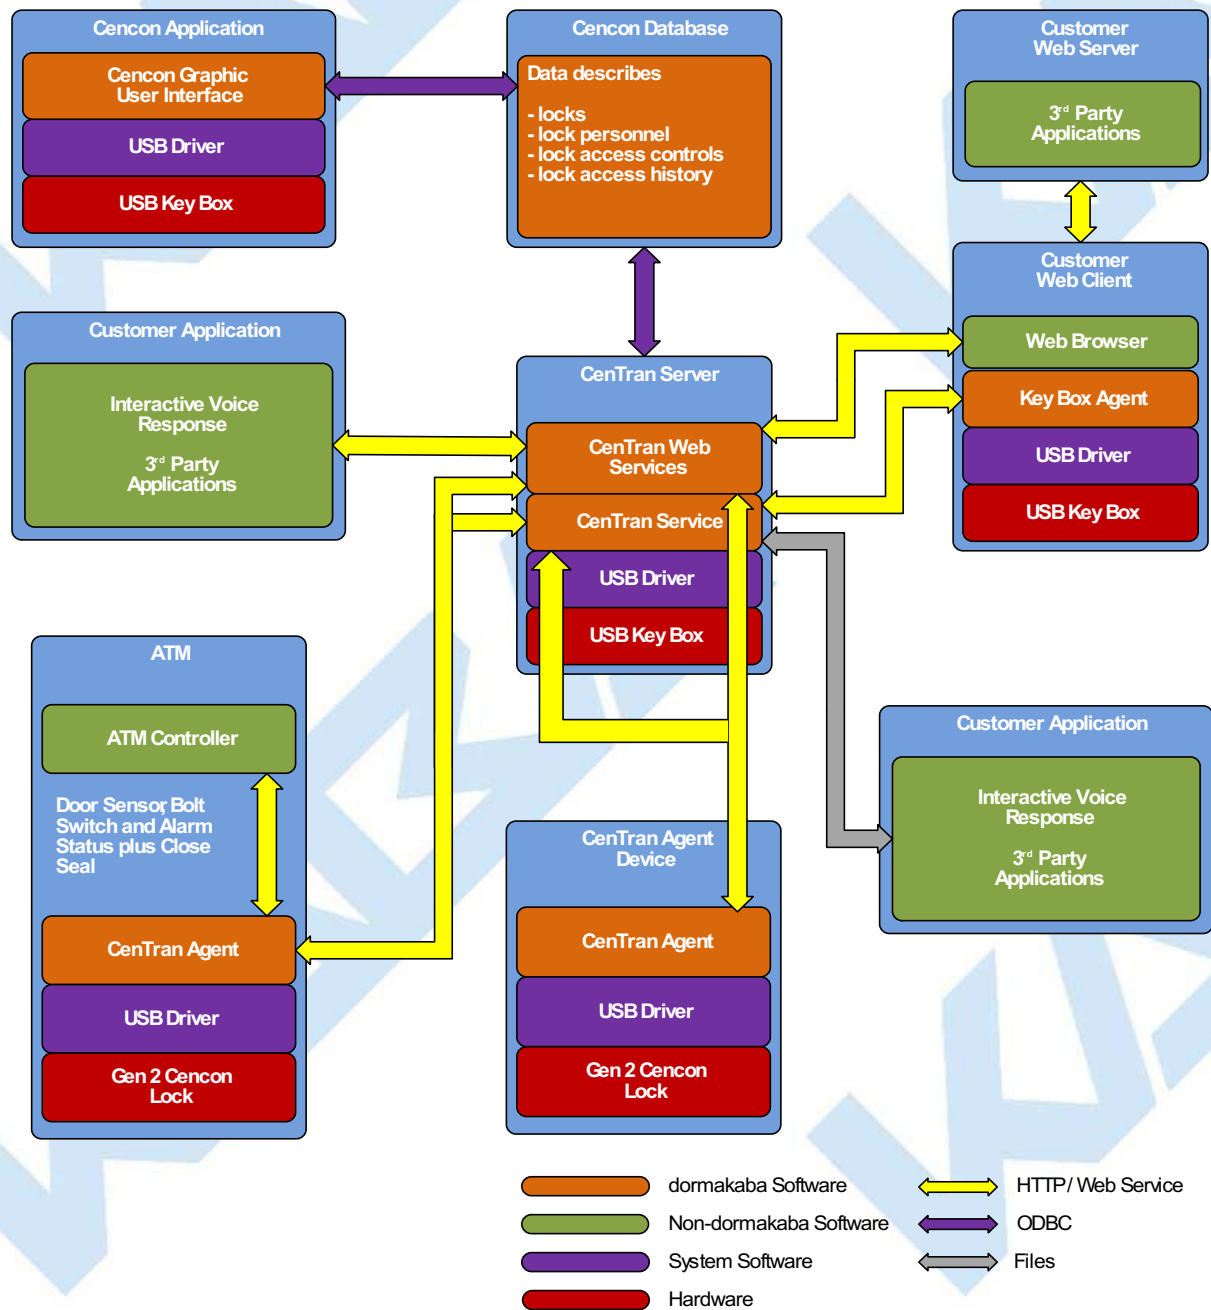 Cencon Application
Cencon Graphic
User Interface
USB Driver
USB Key Box
Cencon Database
Data describes
- locks
- lock personnel
- lock access controls
- lock access history
Customer
Web Server
3rd Party
Applications
Customer
Web Client
Web Browser
Key Box Agent
USB Driver
USB Key Box
Customer Application
Interactive Voice
Response
3rd Party
Applications
CenTran Server
CenTran Web
Services
CenTran Service
USB Driver
USB Key Box
ATM
ATM Controller
Door Sensor, Bolt
Switch and Alarm
Status plus Close
Seal
CenTran Agent
USB Driver
Gen 2 Cencon
Lock
CenTran Agent
Device
CenTran Agent
USB Driver
Gen 2 Cencon
Lock
Customer Application
Interactive Voice
Response
3rd Party
Applications
dormakaba Software
Non-dormakaba Software
System Software
Hardware
HTTP/ Web Service
ODBC
Files